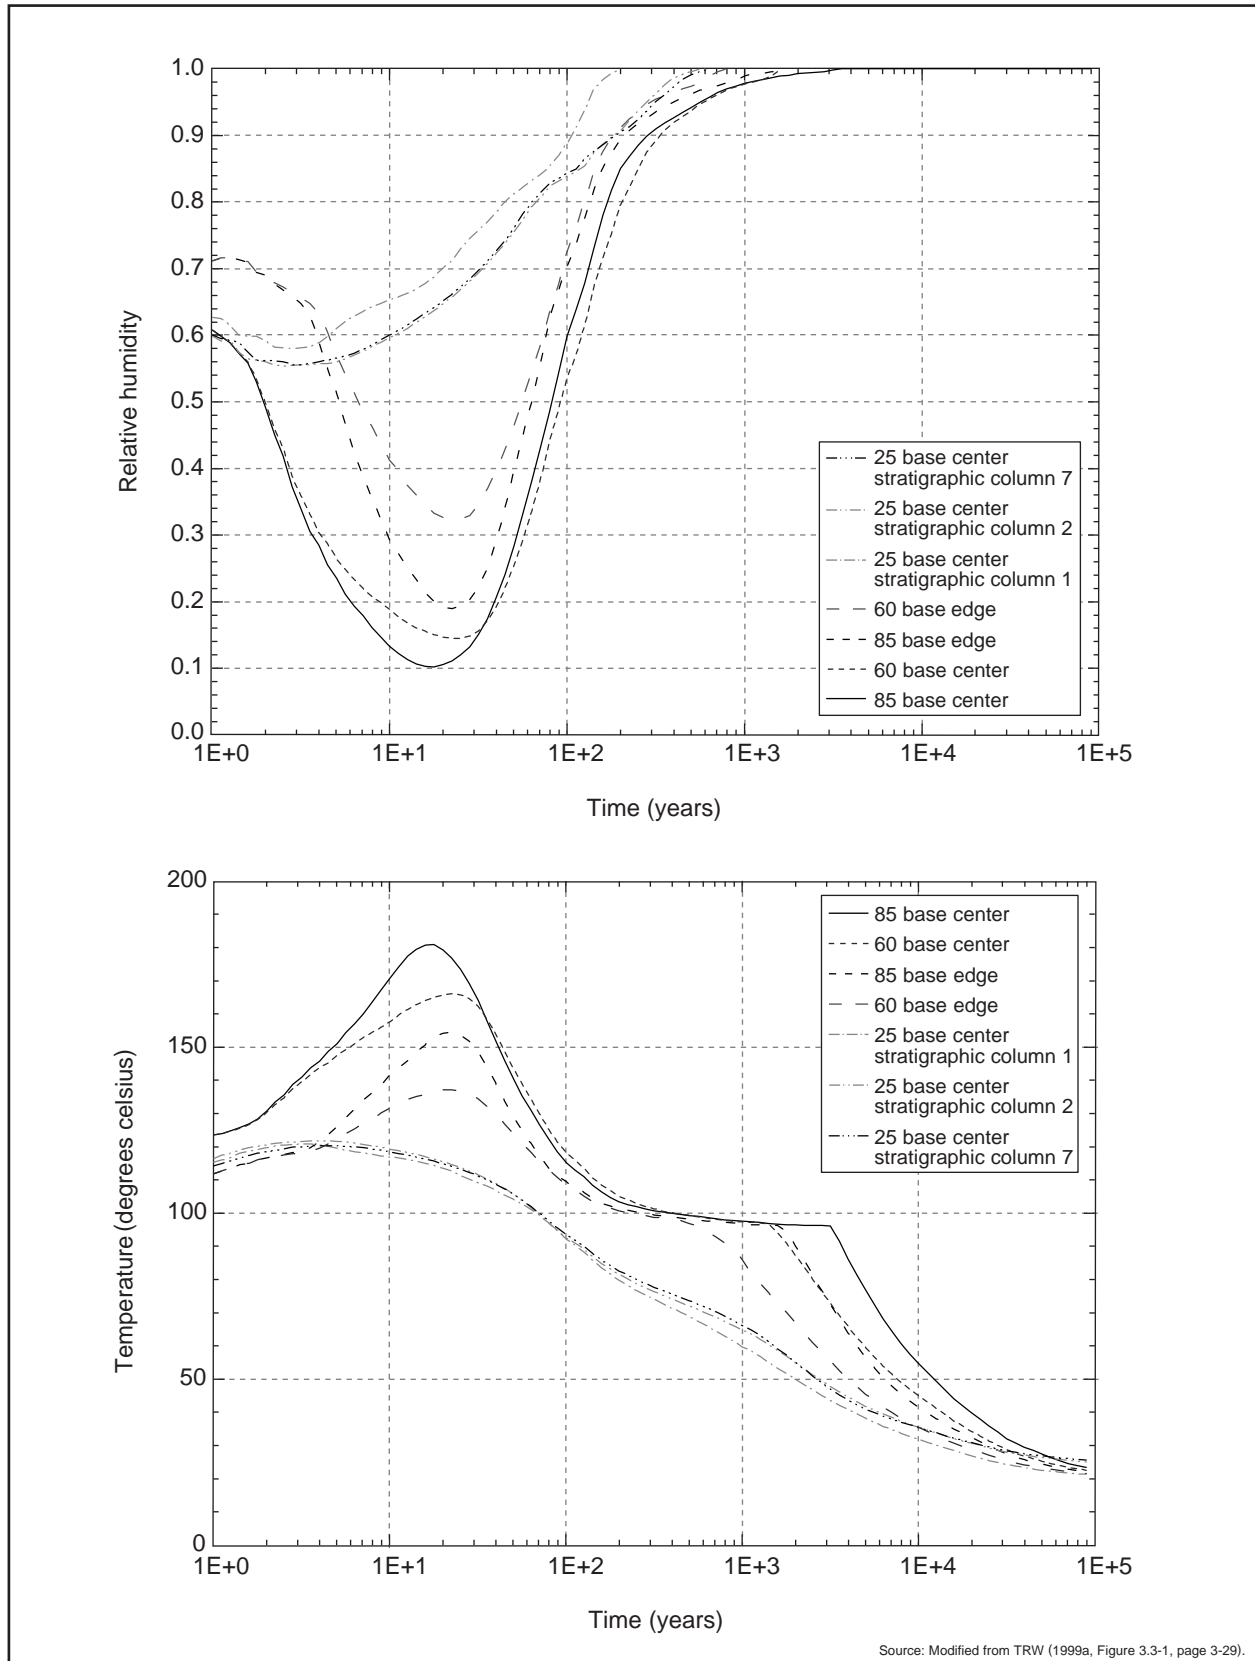 1.0
0.9
0.8
0.7
0.6
0.5
0.4
0.3
0.2
0.1
0.0
Relative humidity
25 base center
stratigraphic column 7
25 base center
stratigraphic column 2
25 base center
stratigraphic column 1
60 base edge
85 base edge
60 base center
85 base center
1E+0 1E+1 1E+2 1E+3 1E+4 1E+5
Time (years)
200
150
100
50
0
Temperature (degrees celsius)
85 base center
60 base center
85 base edge
60 base edge
25 base center
stratigraphic column 1
25 base center
stratigraphic column 2
25 base center
stratigraphic column 7
1E+0 1E+1 1E+2 1E+3 1E+4 1E+5
Time (years)
Source: Modified from TRW (1999a, Figure 3.3-1, page 3-29).